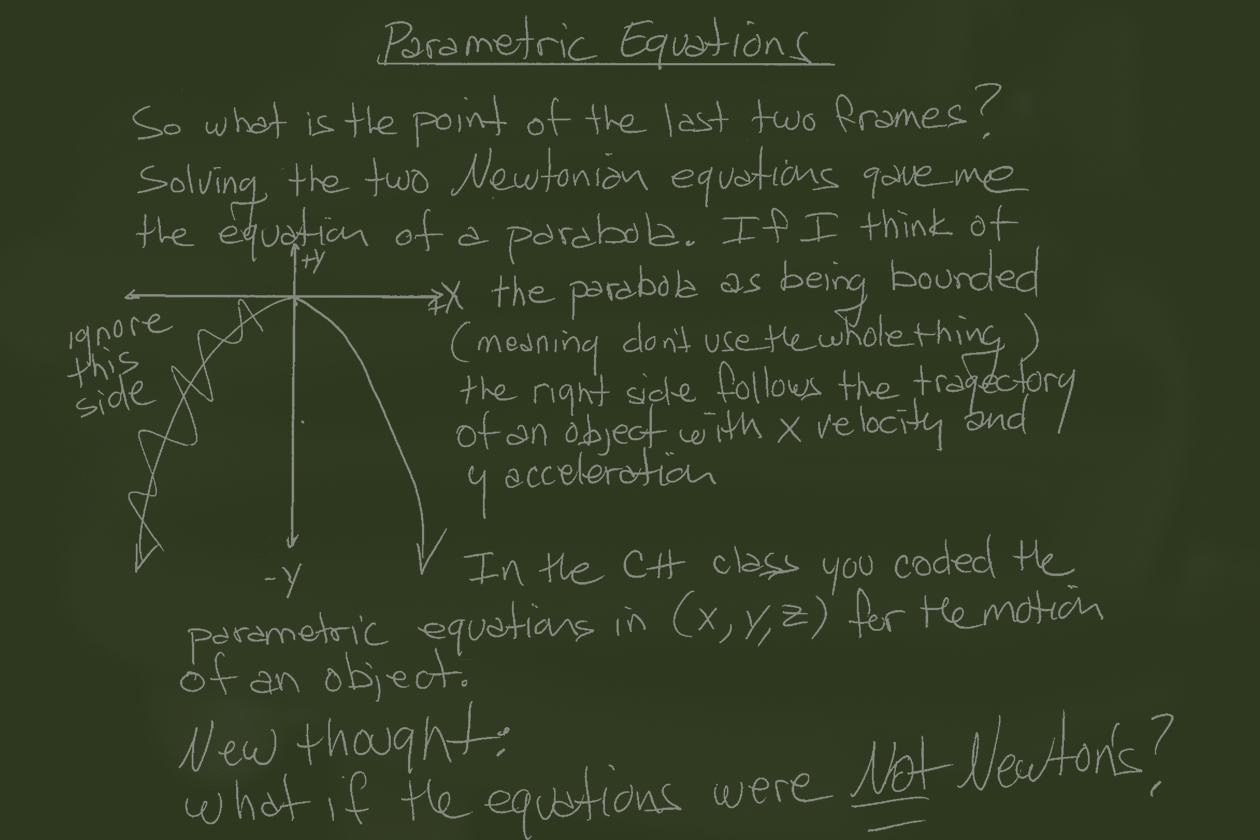 Parametric Equations
So what is the point of the last two frames?
Solving the two Newtonian equations gave me
the equation of a parabola. If I think of
+y
+X
the parabola as being bounded
ignore
this
side
(meaning don't use the whole thing)
the right side follows the tragectory
of an object with x velocity and
y acceleration
-y
In the C++ class you coded the
parametric equations in (x, y, z) for the motion
of an object.
New thought:
what if the equations were Not Newton's?